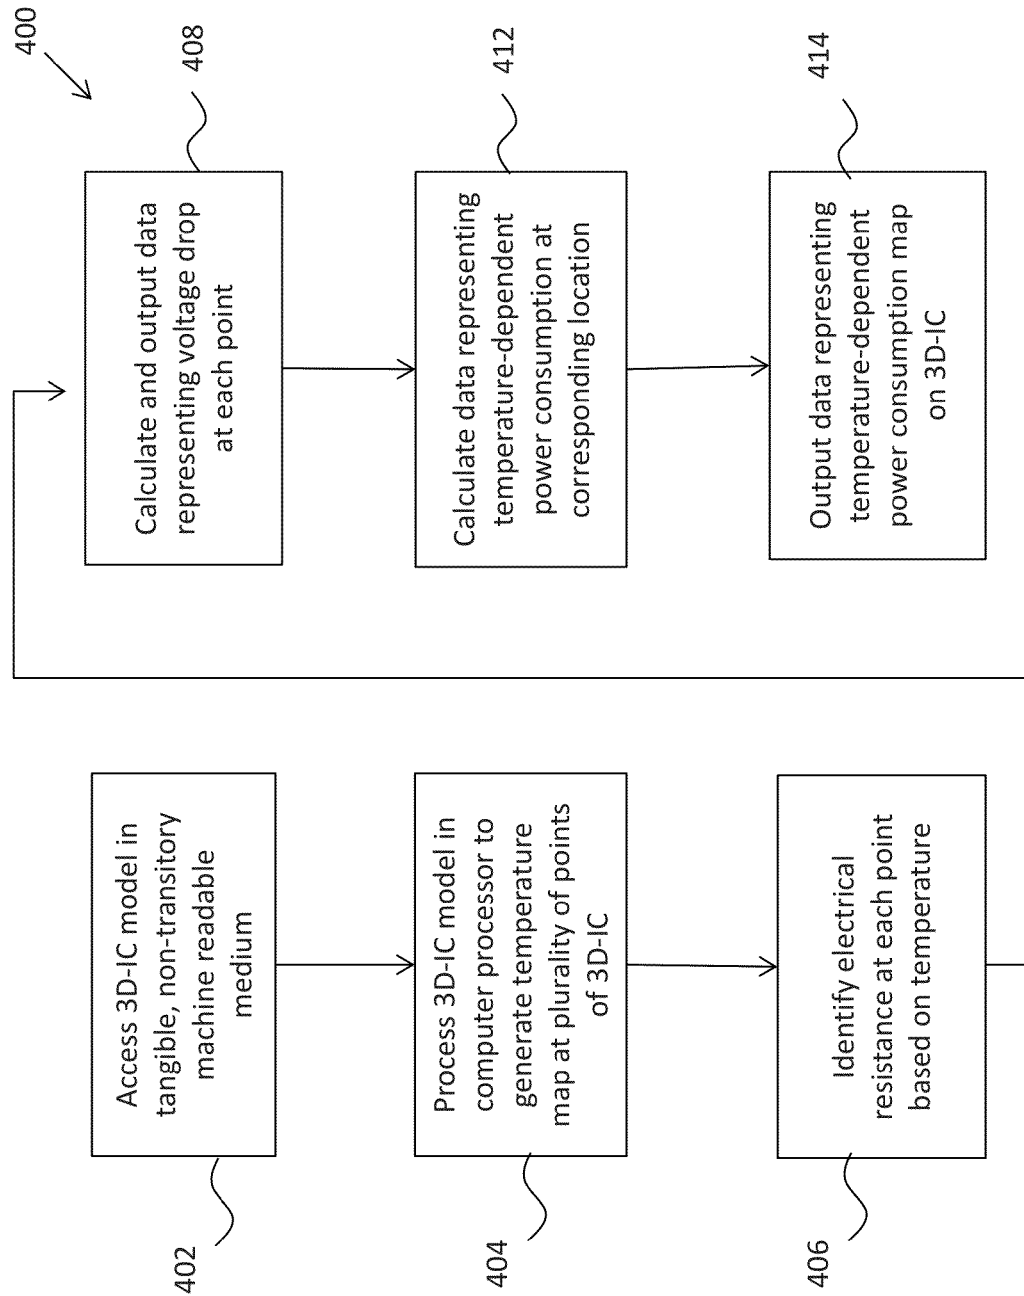 400
Access 3D-IC model in
tangible, non-transitory
machine readable
medium
402
Process 3D-IC model in
computer processor to
generate temperature
map at plurality of points
of 3D-IC
404
Identify electrical
resistance at each point
based on temperature
406
Calculate and output data
representing voltage drop
at each point
408
Calculate data representing
temperature-dependent
power consumption at
corresponding location
412
Output data representing
temperature-dependent
power consumption map
on 3D-IC
414